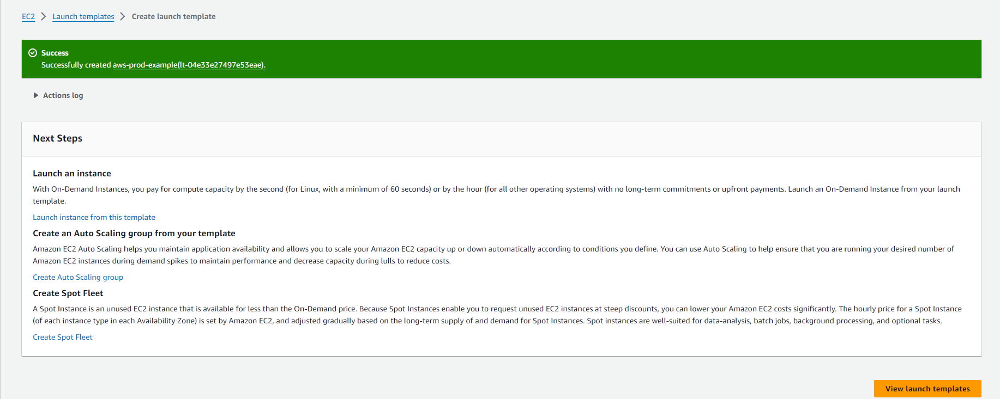 EC2 > Launch templates > Create launch template
Success
Successfully created aws-prod-example(lt-04e33e27497e53eae).
Actions log
Next Steps
Launch an instance
With On-Demand Instances, you pay for compute capacity by the second (for Linux, with a minimum of 60 seconds) or by the hour (for all other operating systems) with no long-term commitments or upfront payments. Launch an On-Demand Instance from your launch
template.
Launch instance from this template
Create an Auto Scaling group from your template
Amazon EC2 Auto Scaling helps you maintain application availability and allows you to scale your Amazon EC2 capacity up or down automatically according to conditions you define. You can use Auto Scaling to help ensure that you are running your desired number of
Amazon EC2 instances during demand spikes to maintain performance and decrease capacity during lulls to reduce costs.
Create Auto Scaling group
Create Spot Fleet
A Spot Instance is an unused EC2 instance that is available for less than the On-Demand price. Because Spot Instances enable you to request unused EC2 instances at steep discounts, you can lower your Amazon EC2 costs significantly. The hourly price for a Spot Instance
(of each instance type in each Availability Zone) is set by Amazon EC2, and adjusted gradually based on the long-term supply of and demand for Spot Instances. Spot instances are well-suited for data-analysis, batch jobs, background processing, and optional tasks.
Create Spot Fleet
View launch templates